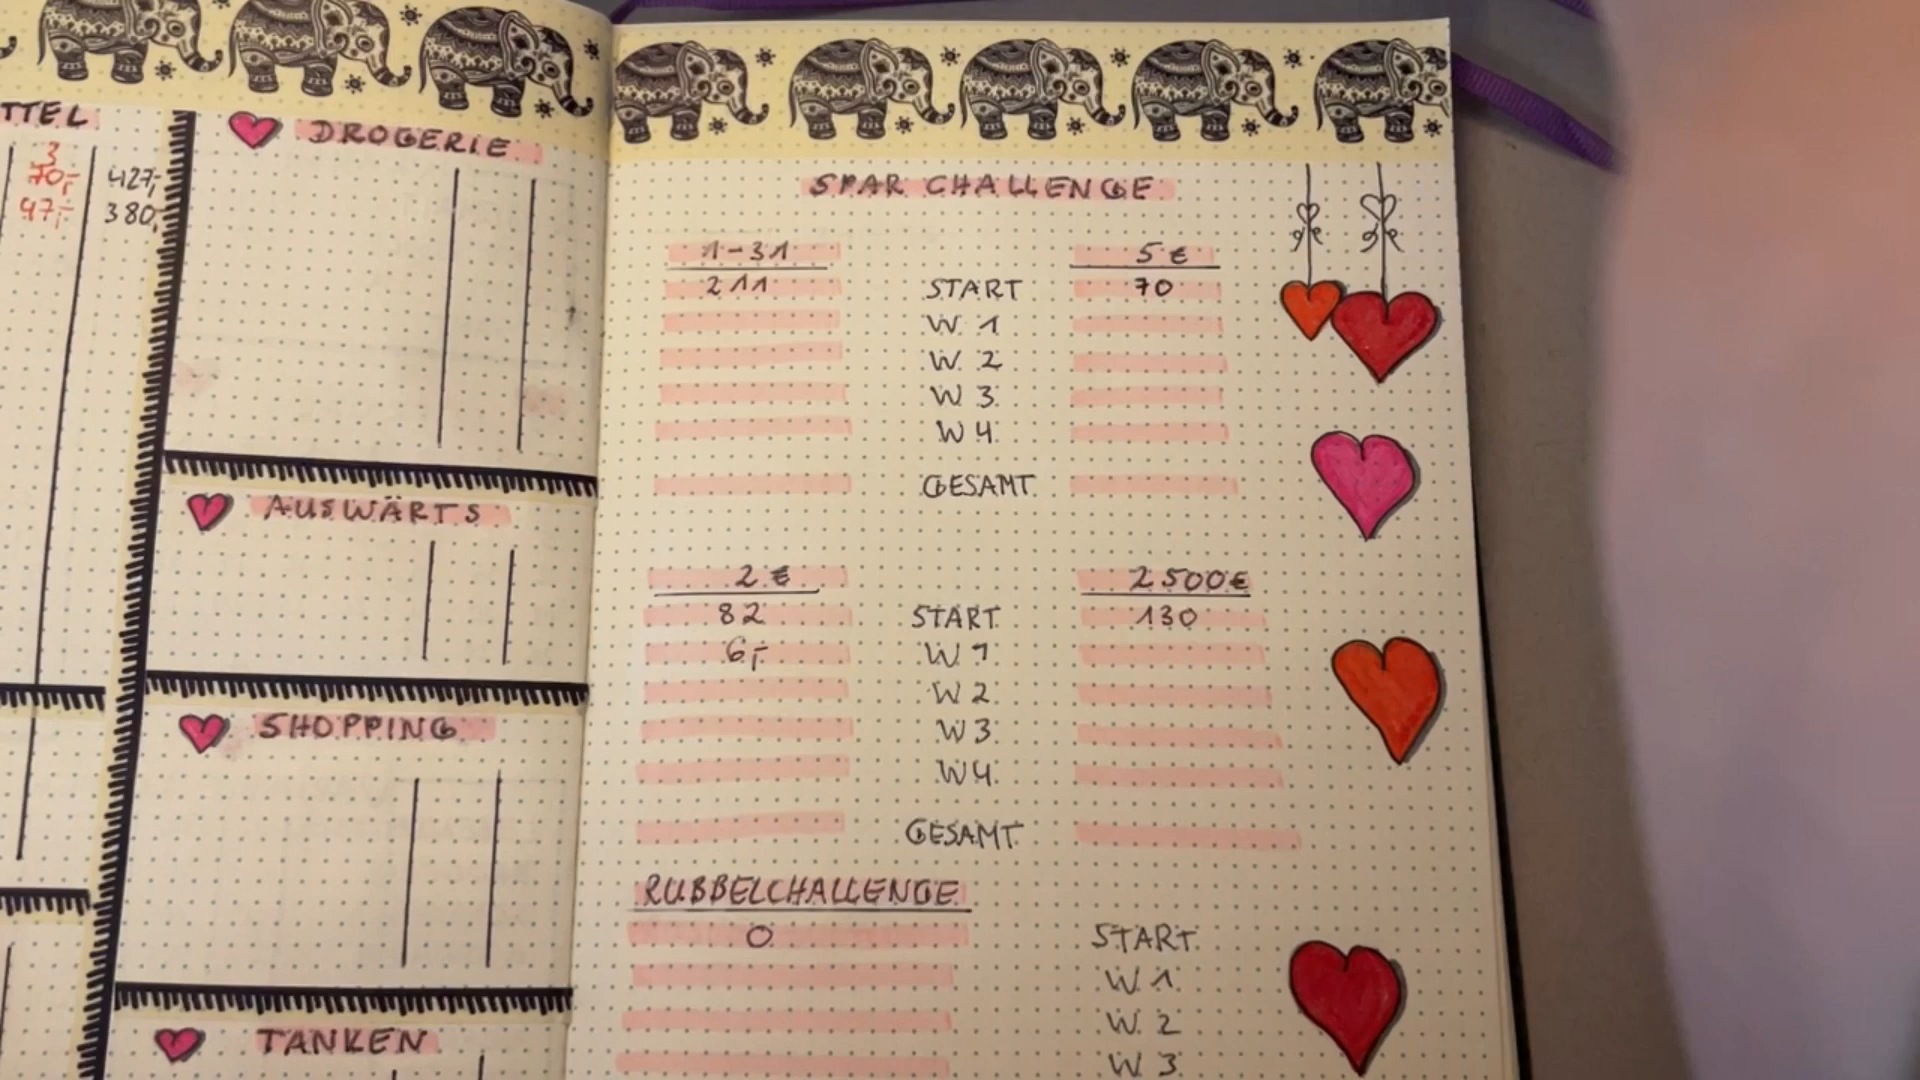 TTEL
3
70,- 427,-
47,- 380,-
DROGERIE
AUSWÄRTS
SHOPPING
TANKEN
SPAR CHALLENGE
1-31 5€
211 START 70
W 1
W 2
W 3
W 4
GESAMT
2€ 2500€
82 START 130
6,- W 1
W 2
W 3
W 4
GESAMT
RUBBELCHALLENGE
0 START
W 1
W 2
W 3